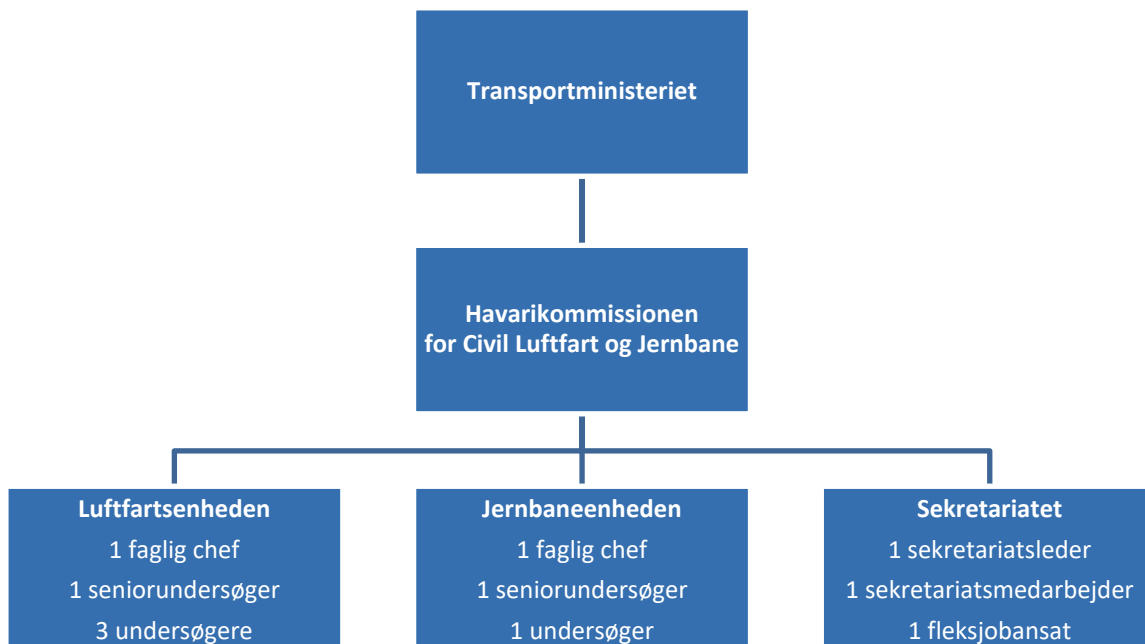 Transportministeriet
Havarikommissionen
for Civil Luftfart og Jernbane
Luftfartsenheden
1 faglig chef
1 seniorundersøger
3 undersøgere
Jernbaneenheden
1 faglig chef
1 seniorundersøger
1 undersøger
Sekretariatet
1 sekretariatsleder
1 sekretariatsmedarbejder
1 fleksjobansat